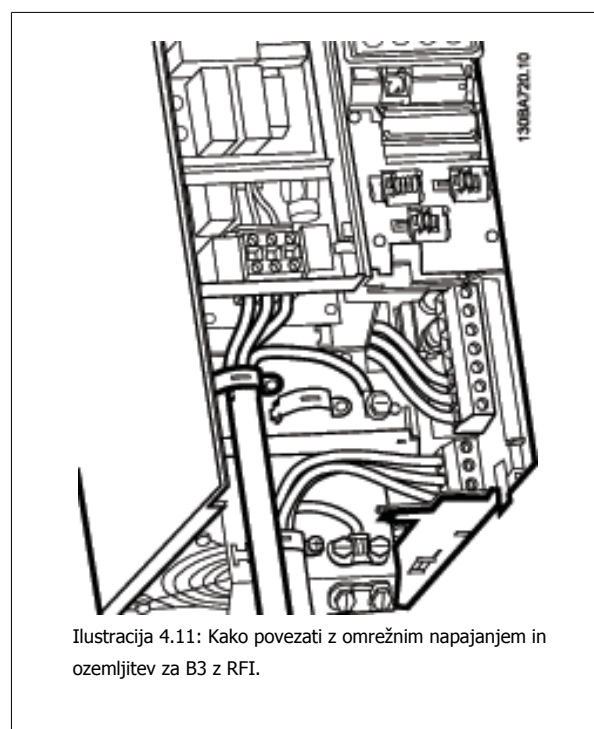 130BA720.10
Ilustracija 4.11: Kako povezati z omrežnim napajanjem in
ozemljitev za B3 z RFI.